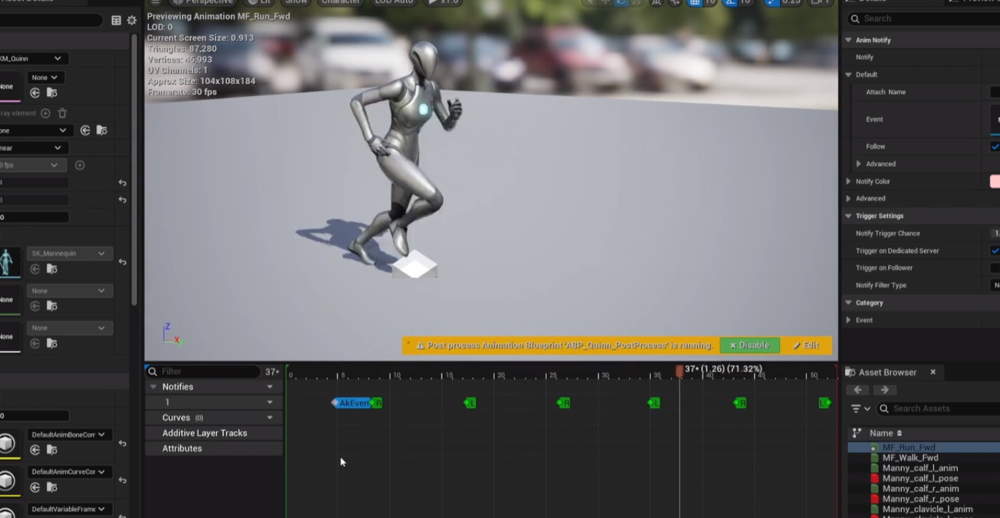 Perspective
Lit
Show
Character
LOD Auto
x1.0
10
10
0.25
Previewing Animation MF_Run_Fwd
LOD: 0
Current Screen Size: 0.913
Triangles: 87,280
Vertices: 45,993
UV Channels: 1
Approx Size: 104x108x184
Framerate: 30 fps
KM_Quinn
None
None
ray element
one
near
0 fps
0
SK_Mannequin
None
None
None
None
0
DefaultAnimBoneCom
DefaultAnimCurveCor
DefaultVariableFrame
Z
X
Y
Post process Animation Blueprint 'ABP_Quinn_PostProcess' is running.
Disable
Edit
Filter
37*
0
5
10
15
20
25
30
35
40
45
50
37* (1.26) (71.32%)
Notifies
1
AkEven
R
L
R
L
R
L
Curves (0)
Additive Layer Tracks
Attributes
Search
Anim Notify
Notify
Default
Attach Name
Event
Follow
Advanced
Notify Color
Advanced
Trigger Settings
Notify Trigger Chance
1.
Trigger on Dedicated Server
Trigger on Follower
Notify Filter Type
N
Category
Event
Asset Browser
Search Assets
Name
MF_Run_Fwd
MF_Walk_Fwd
Manny_calf_l_anim
Manny_calf_l_pose
Manny_calf_r_anim
Manny_calf_r_pose
Manny_clavicle_l_anim